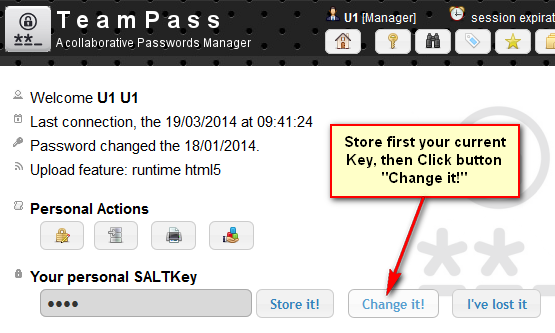 TeamPass
A collaborative Passwords Manager
U1 [Manager]
session expirat
Welcome U1 U1
Last connection, the 19/03/2014 at 09:41:24
Password changed the 18/01/2014.
Upload feature: runtime html5
Store first your current
Key, then Click button
"Change it!"
Personal Actions
Your personal SALTKey
••••
Store it!
Change it!
I've lost it